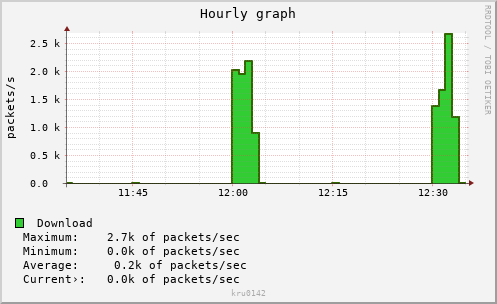 Hourly graph
RRDTOOL / TOBI OETIKER
packets/s
2.5 k
2.0 k
1.5 k
1.0 k
0.5 k
0.0
11:45 12:00 12:15 12:30
Download
Maximum: 2.7k of packets/sec
Minimum: 0.0k of packets/sec
Average: 0.2k of packets/sec
Current›: 0.0k of packets/sec
kru0142